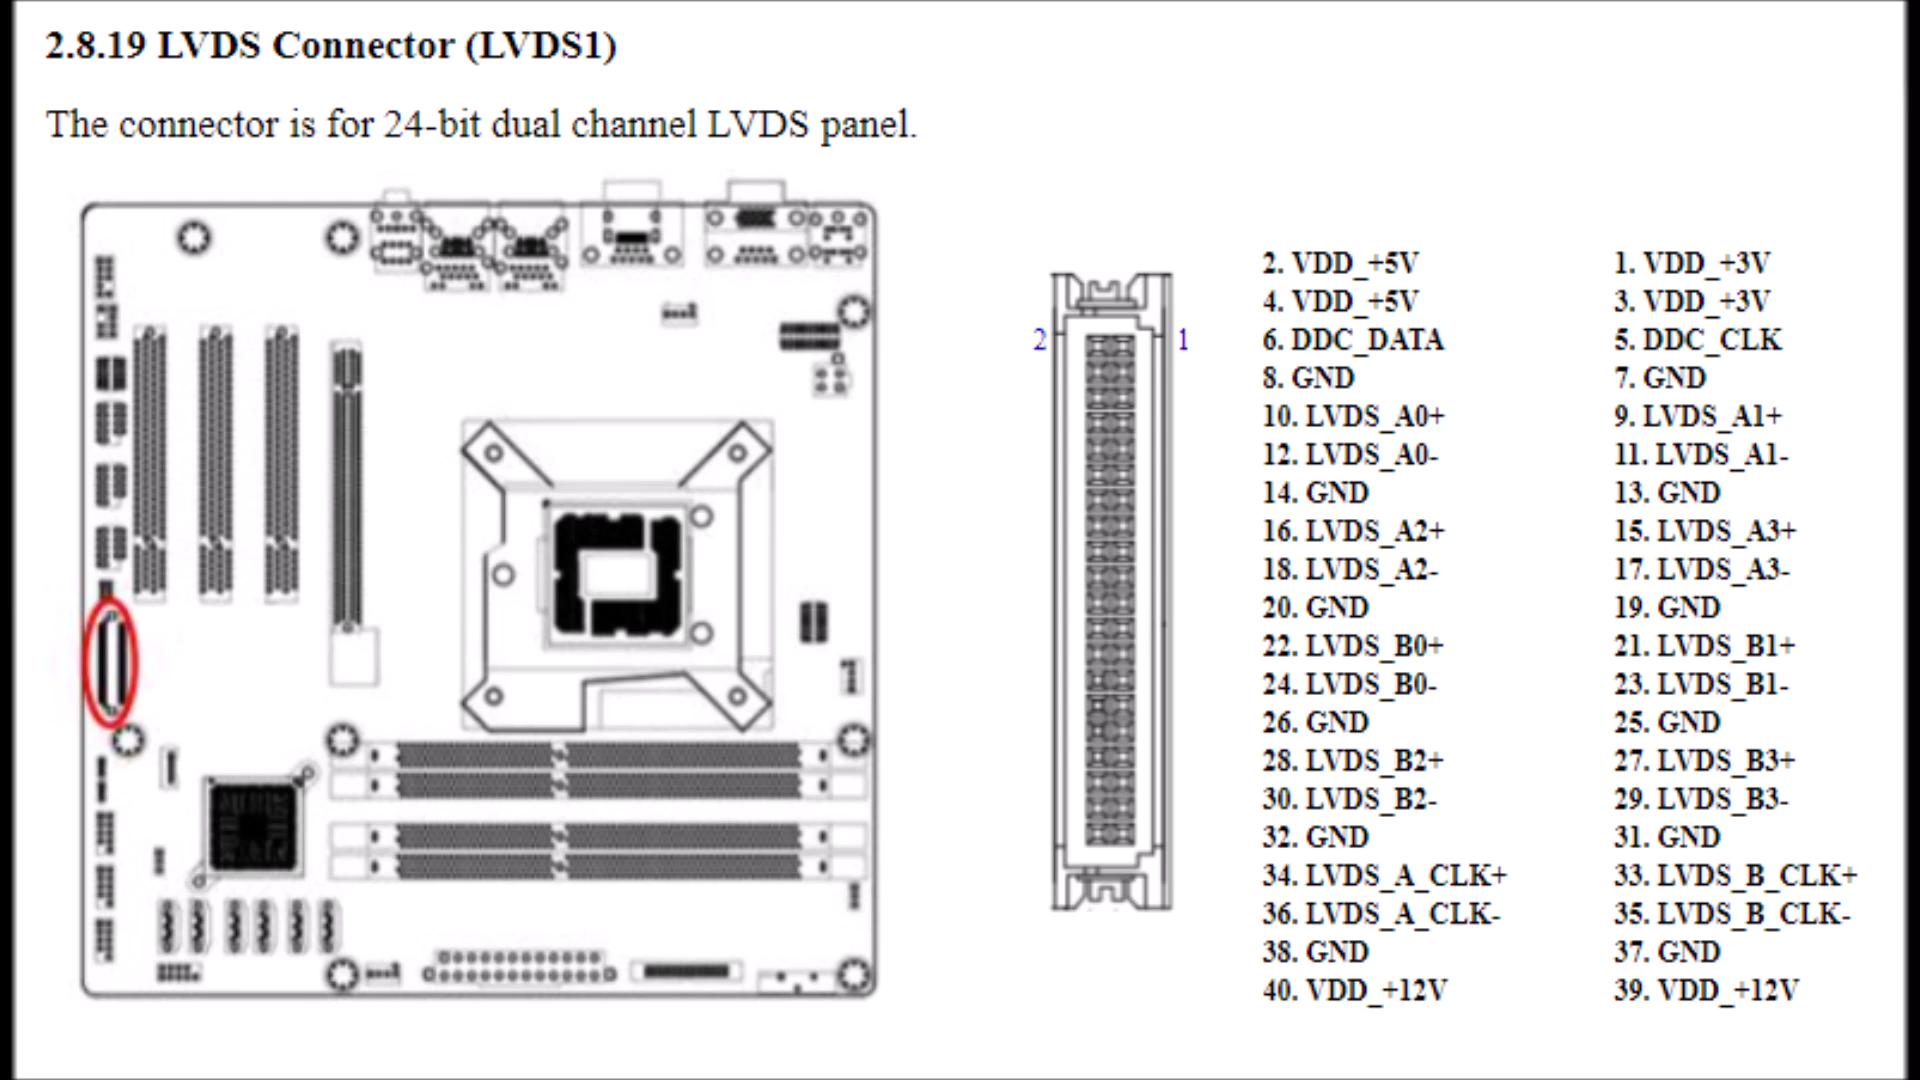 2.8.19 LVDS Connector (LVDS1)
The connector is for 24-bit dual channel LVDS panel.
2 1
2. VDD_+5V 1. VDD_+3V
4. VDD_+5V 3. VDD_+3V
6. DDC_DATA 5. DDC_CLK
8. GND 7. GND
10. LVDS_A0+ 9. LVDS_A1+
12. LVDS_A0- 11. LVDS_A1-
14. GND 13. GND
16. LVDS_A2+ 15. LVDS_A3+
18. LVDS_A2- 17. LVDS_A3-
20. GND 19. GND
22. LVDS_B0+ 21. LVDS_B1+
24. LVDS_B0- 23. LVDS_B1-
26. GND 25. GND
28. LVDS_B2+ 27. LVDS_B3+
30. LVDS_B2- 29. LVDS_B3-
32. GND 31. GND
34. LVDS_A_CLK+ 33. LVDS_B_CLK+
36. LVDS_A_CLK- 35. LVDS_B_CLK-
38. GND 37. GND
40. VDD_+12V 39. VDD_+12V